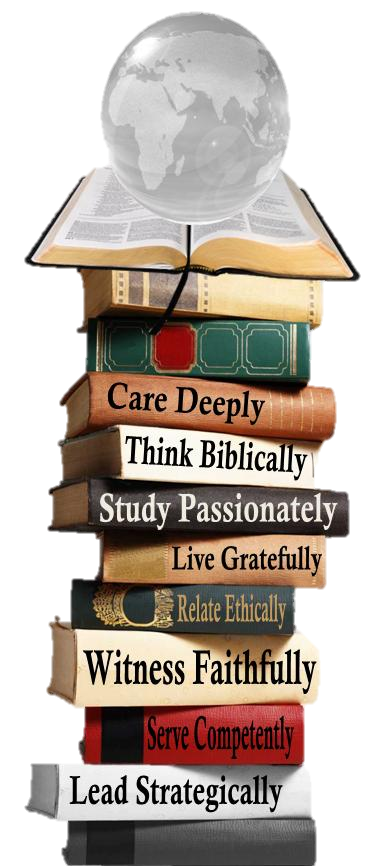 Care Deeply
Think Biblically
Study Passionately
Live Gratefully
Relate Ethically
Witness Faithfully
Serve Competently
Lead Strategically